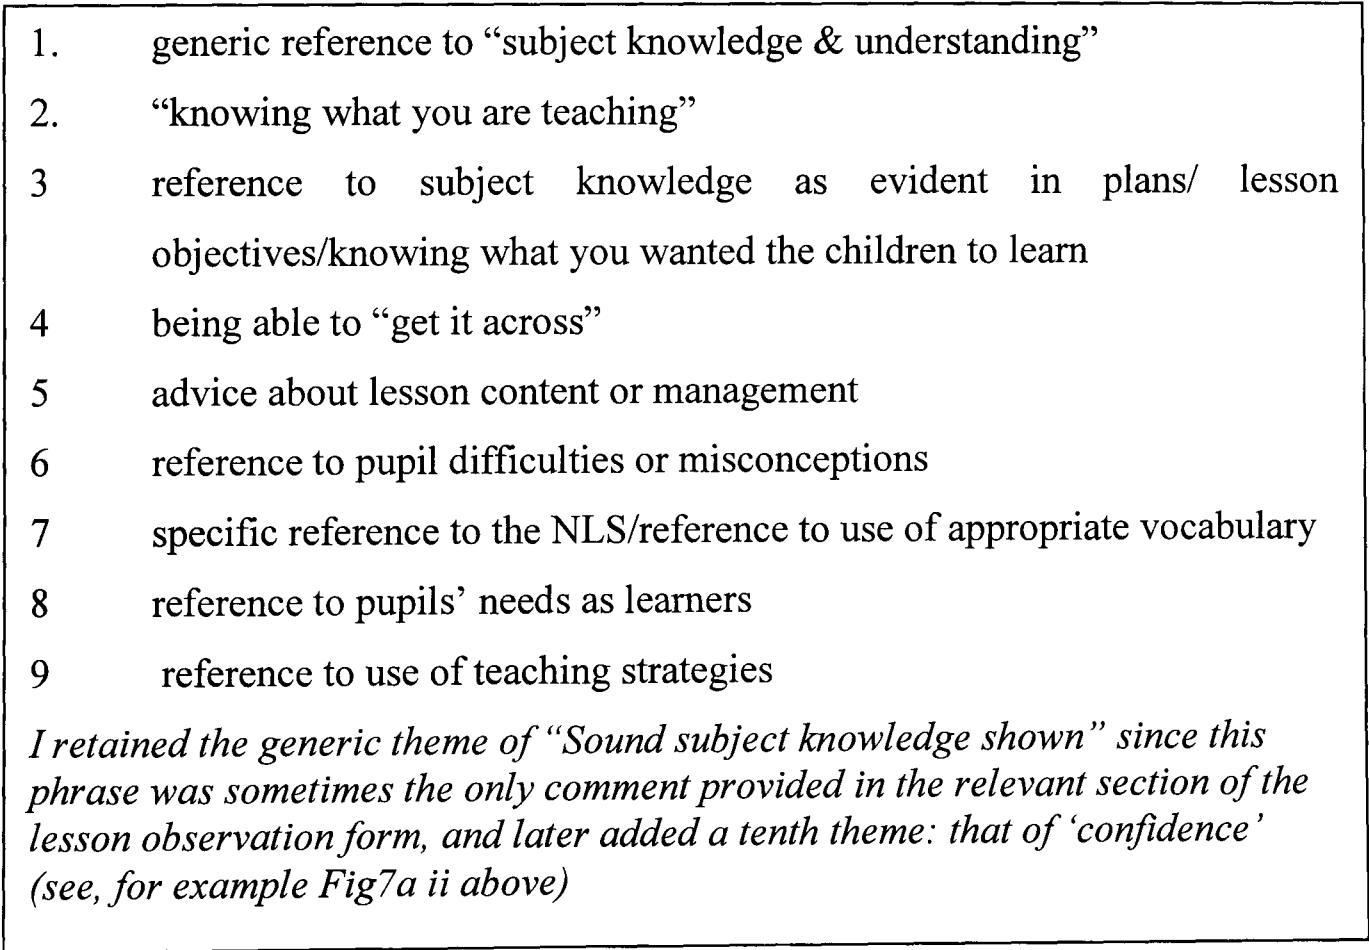 1. generic reference to “subject knowledge & understanding”
2. “knowing what you are teaching”
3 reference to subject knowledge as evident in plans/ lesson
objectives/knowing what you wanted the children to learn
4 being able to “get it across”
5 advice about lesson content or management
6 reference to pupil difficulties or misconceptions
7 specific reference to the NLS/reference to use of appropriate vocabulary
8 reference to pupils’ needs as learners
9 reference to use of teaching strategies
I retained the generic theme of “Sound subject knowledge shown” since this
phrase was sometimes the only comment provided in the relevant section of the
lesson observation form, and later added a tenth theme: that of ‘confidence’
(see, for example Fig7a ii above)